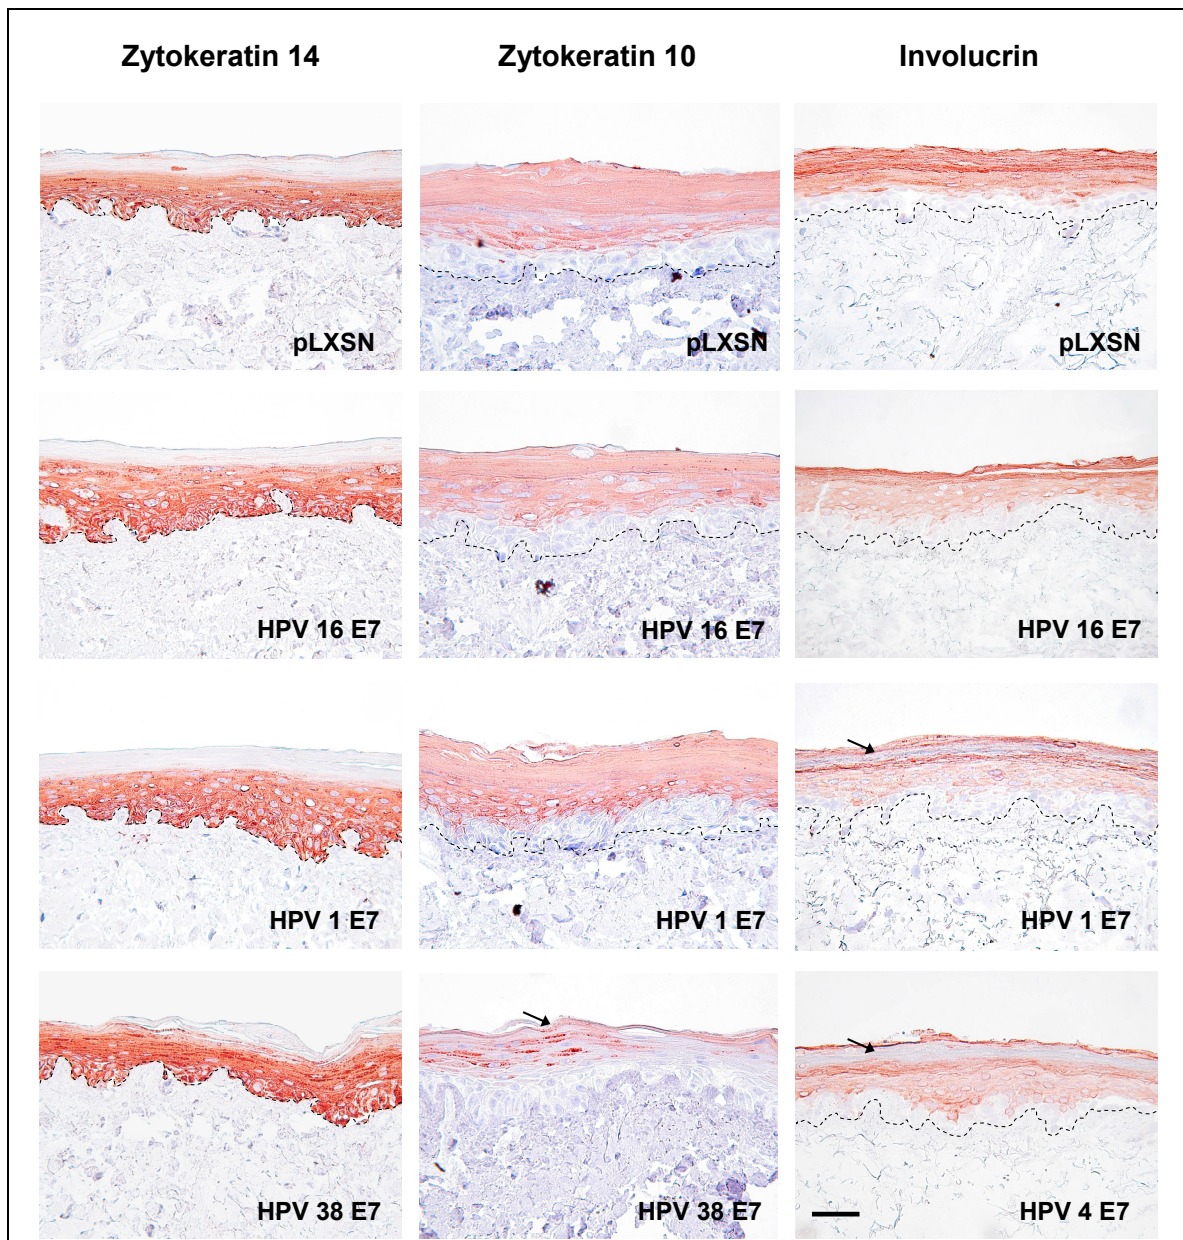 Zytokeratin 14 Zytokeratin 10 Involucrin
pLXSN pLXSN pLXSN
HPV 16 E7 HPV 16 E7 HPV 16 E7
HPV 1 E7 HPV 1 E7 HPV 1 E7
HPV 38 E7 HPV 38 E7 HPV 4 E7